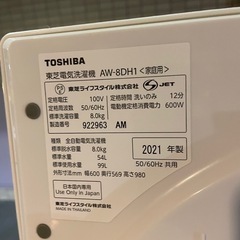 TOSHIBA
東芝電気洗濯機 AW-8DH1<家庭用>
東芝ライフスタイル株式会社 JET
定格電圧 100V
定格時間 洗いのみ 12分
定格周波数 50/60Hz
電動機定格消費電力 600W
標準洗濯容量 8.0kg
製造番号 922963 AM
種類 全自動電気洗濯機
標準脱水容量 8.0kg
標準水量 54L
標準使用水量 99L
外形寸法(mm) 幅600 奥行569 高さ980
2021 年製
50/60Hz 共用
日本国内専用
Use Only in Japan
東芝ライフスタイル株式会社
MADE IN THAILAND